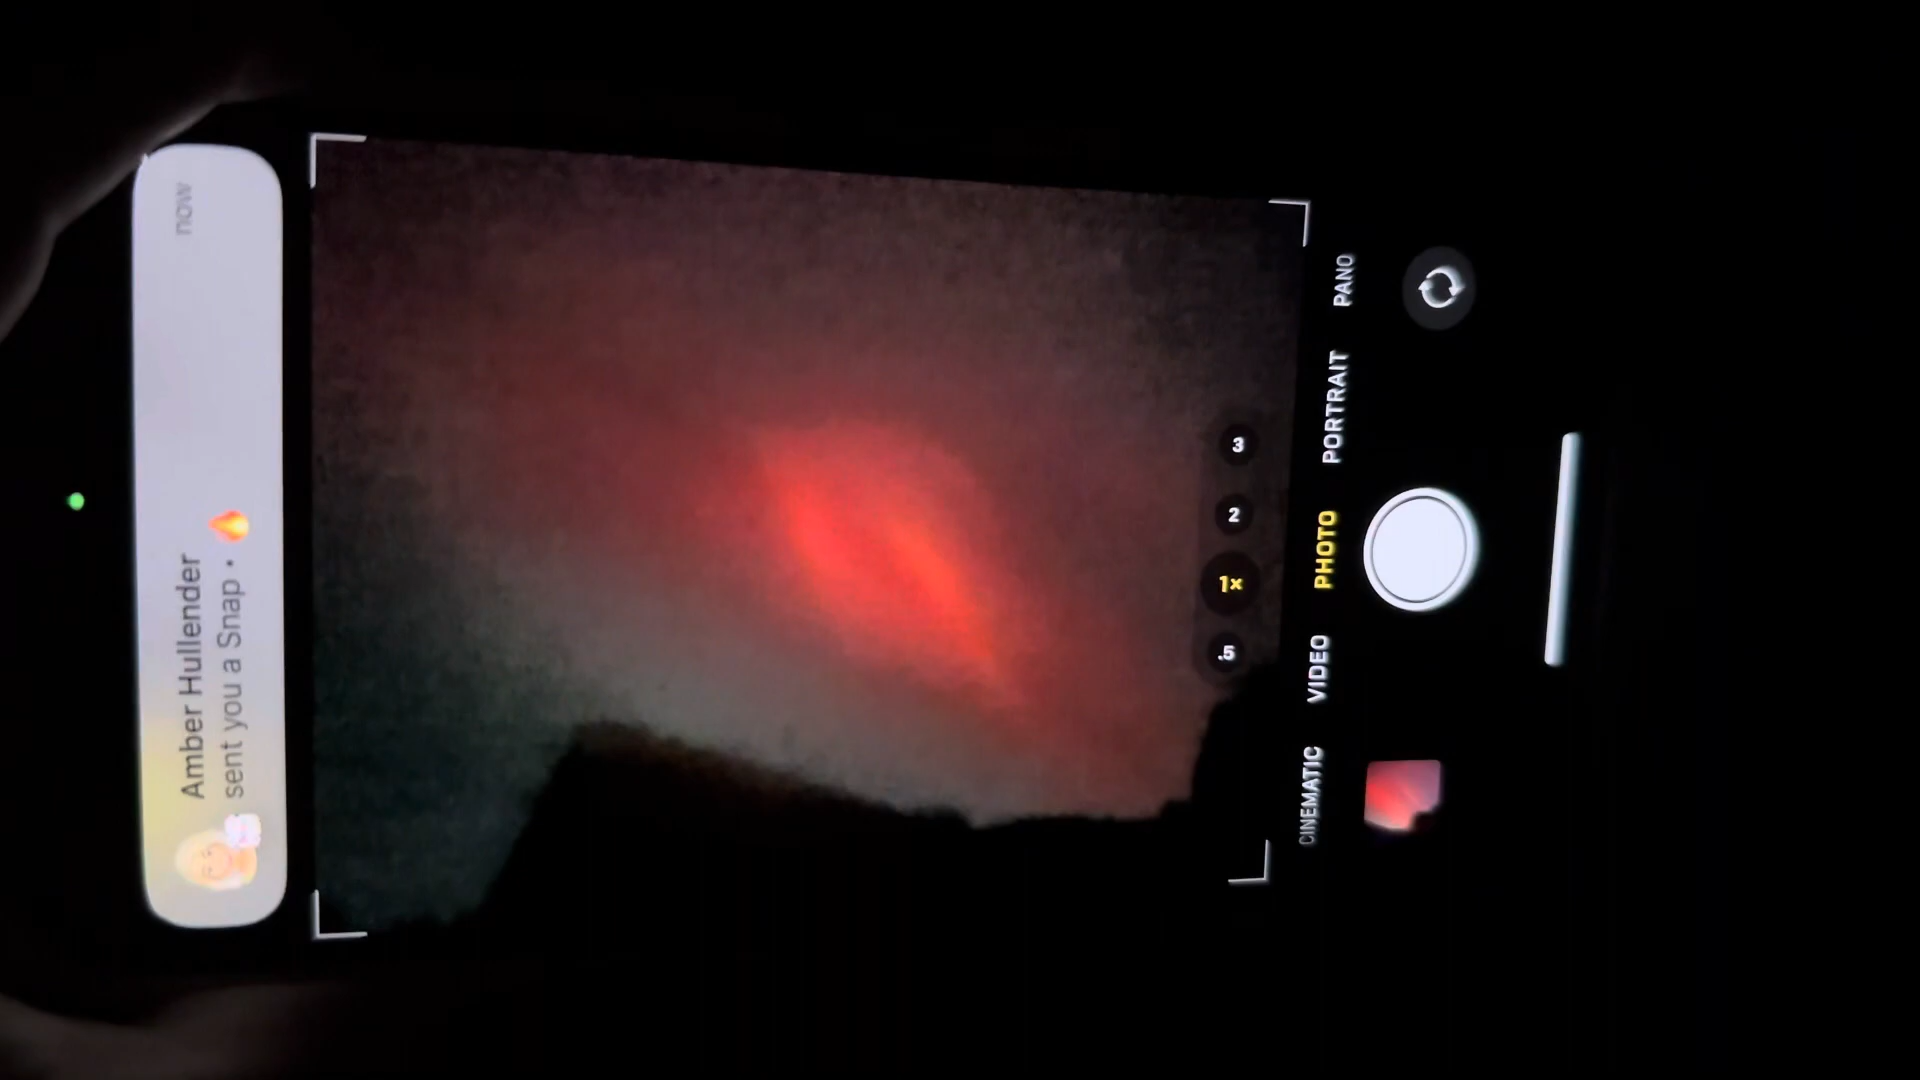 Amber Hullender
now
sent you a Snap •
.5
1×
2
3
CINEMATIC
VIDEO
PHOTO
PORTRAIT
PANO